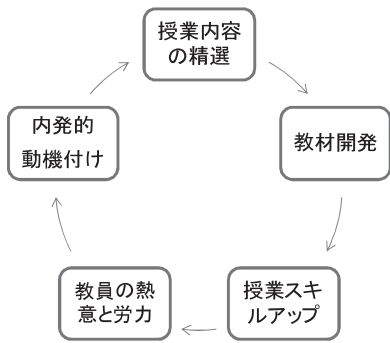 授業内容
の精選
教材開発
授業スキ
ルアップ
教員の熱
意と労力
内発的
動機付け